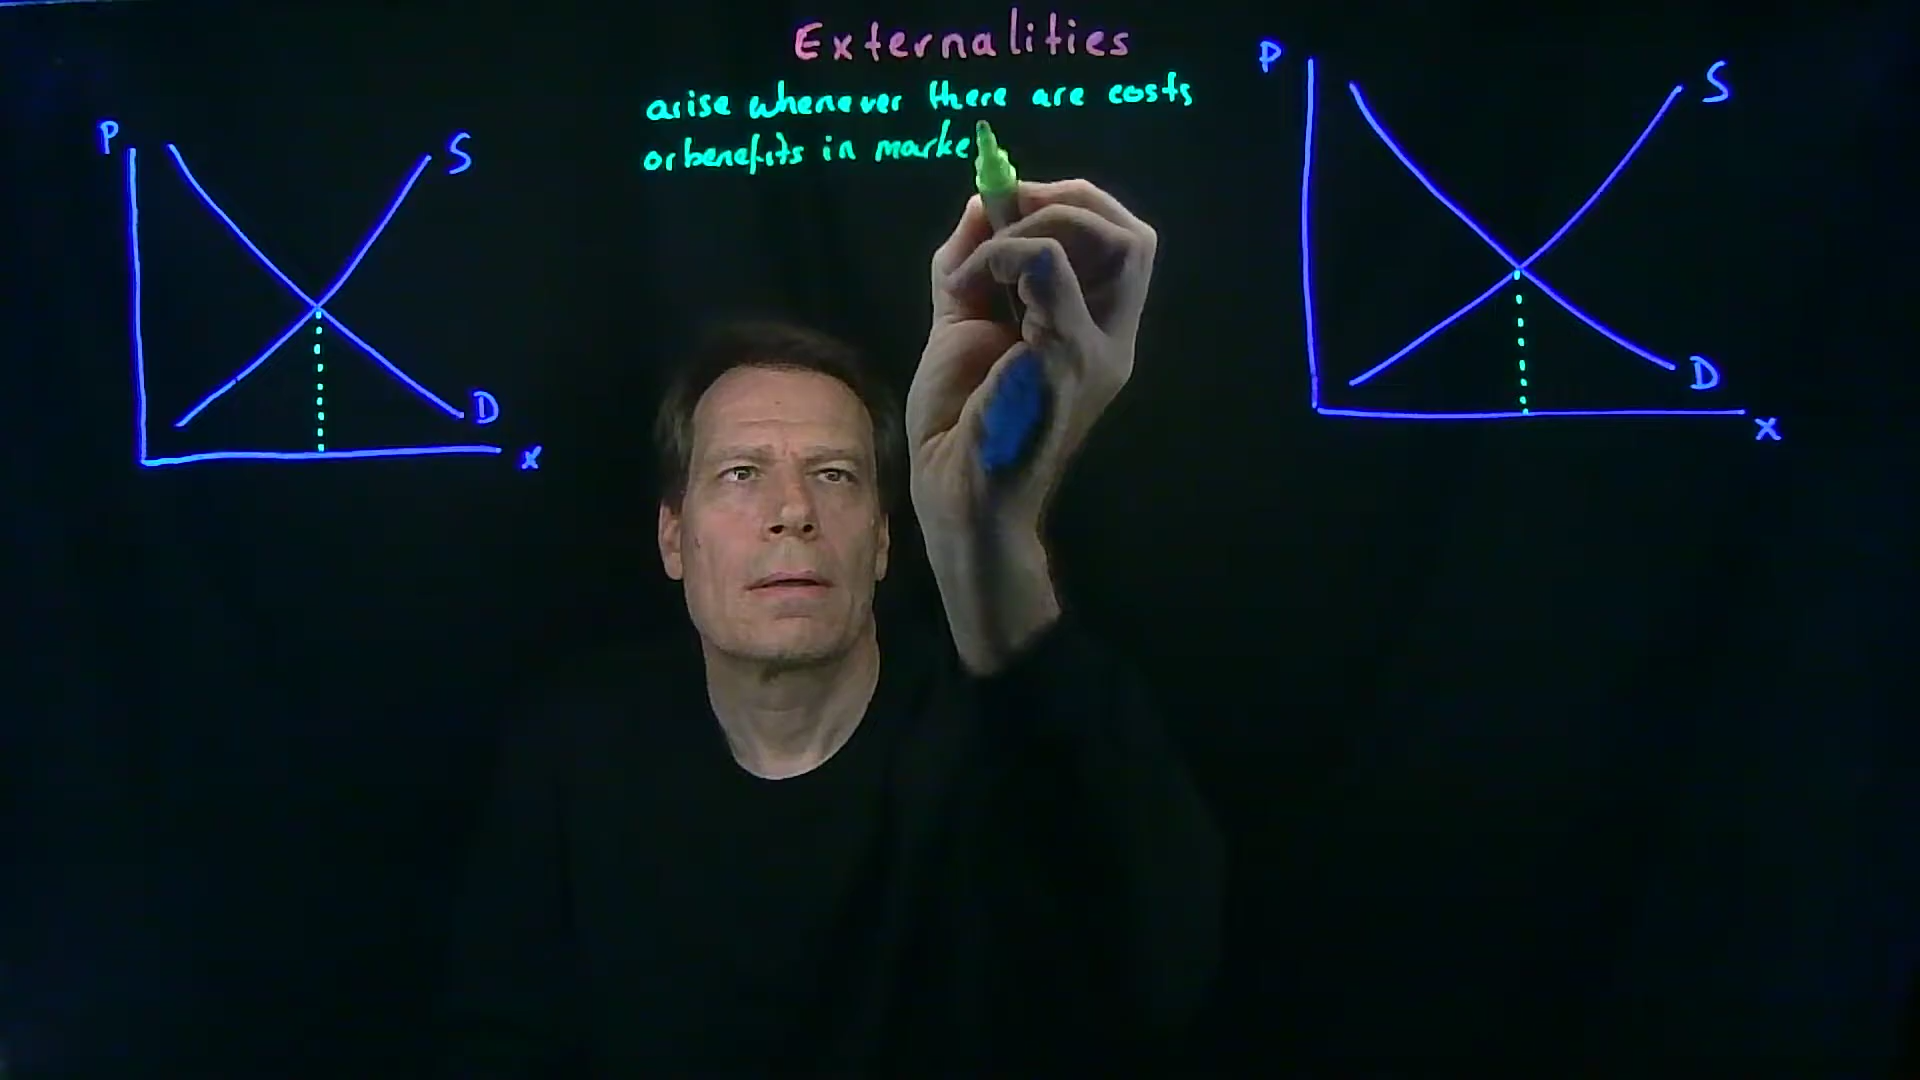 Externalities
arise whenever there are costs
or benefits in marke
P
S
D
x
P
S
D
x